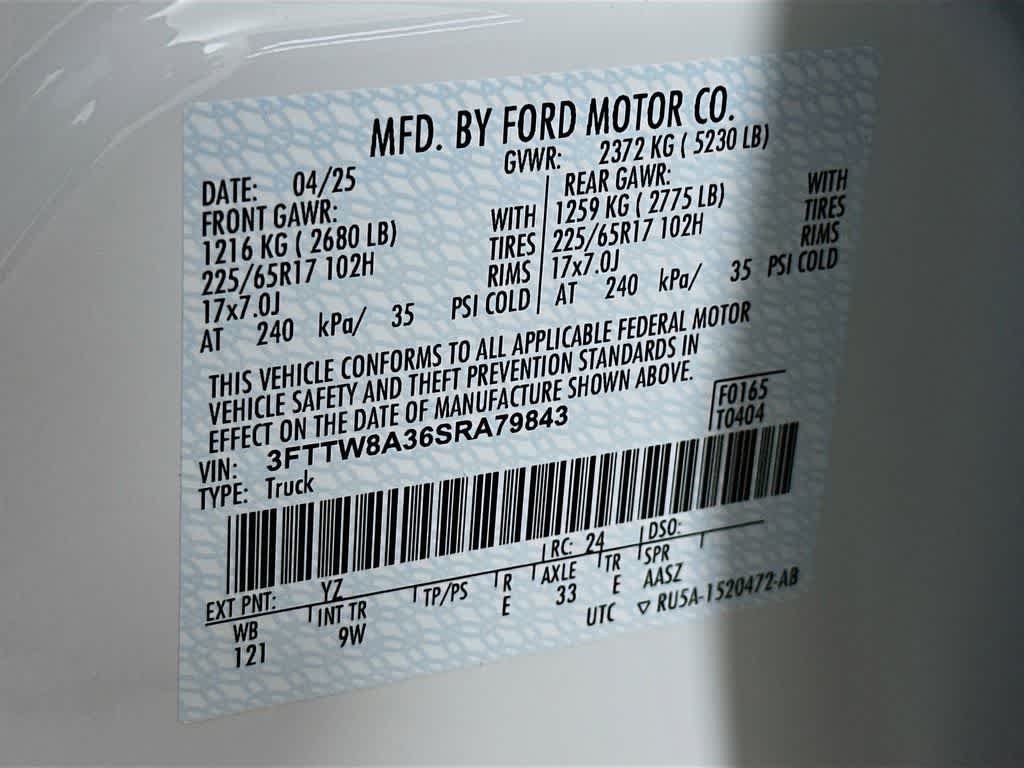 MFD. BY FORD MOTOR CO.
DATE: 04/25 GVWR: 2372 KG ( 5230 LB)
FRONT GAWR: REAR GAWR:
1216 KG ( 2680 LB) WITH 1259 KG ( 2775 LB) WITH
225/65R17 102H TIRES 225/65R17 102H TIRES
17x7.0J RIMS 17x7.0J RIMS
AT 240 kPa/ 35 PSI COLD AT 240 kPa/ 35 PSI COLD
THIS VEHICLE CONFORMS TO ALL APPLICABLE FEDERAL MOTOR
VEHICLE SAFETY AND THEFT PREVENTION STANDARDS IN
EFFECT ON THE DATE OF MANUFACTURE SHOWN ABOVE.
VIN: 3FTTW8A36SRA79843 F0165
TYPE: Truck T0404
EXT PNT: YZ RC: 24 DSO:
WB INT TR TP/PS R AXLE TR SPR
121 9W E 33 E AASZ
UTC ▽ RU5A-1520472-AB